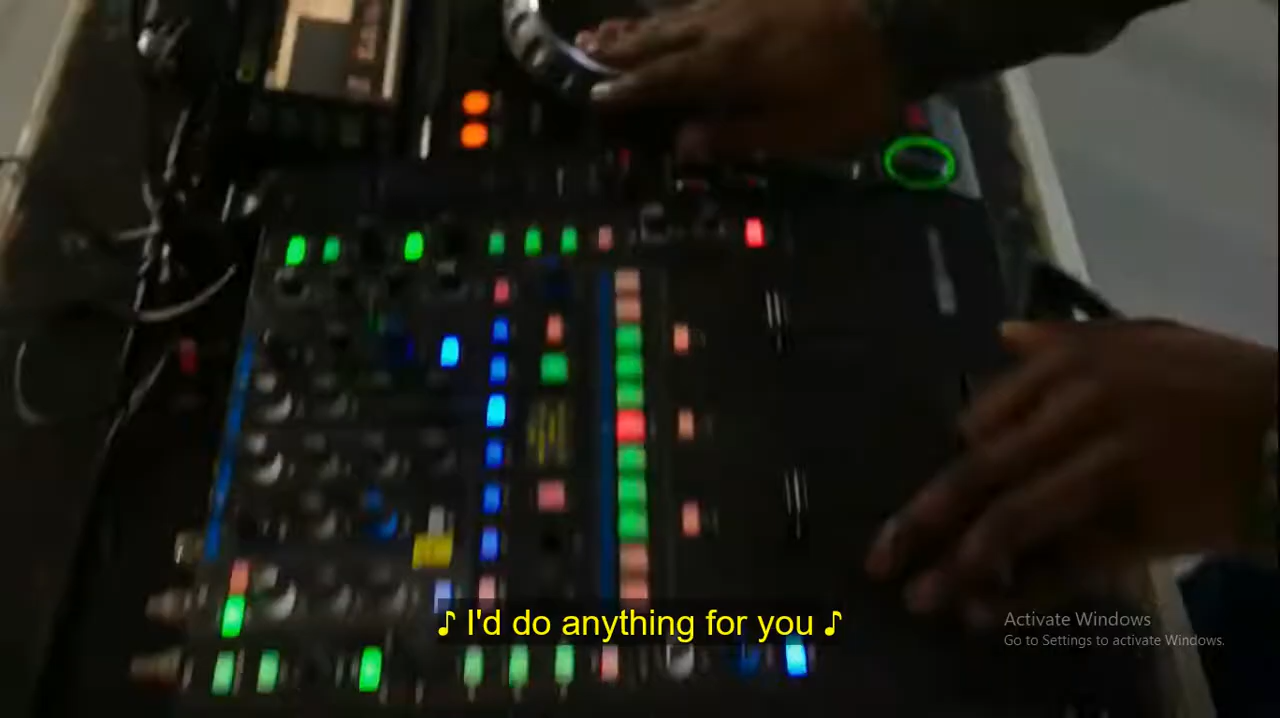 ♪ I'd do anything for you ♪
Activate Windows
Go to Settings to activate Windows.